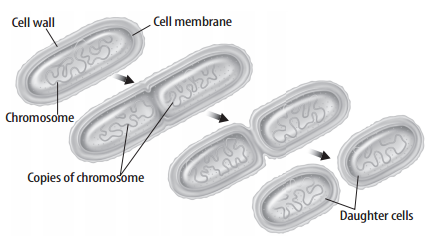 Cell wall
Cell membrane
Chromosome
Copies of chromosome
Daughter cells